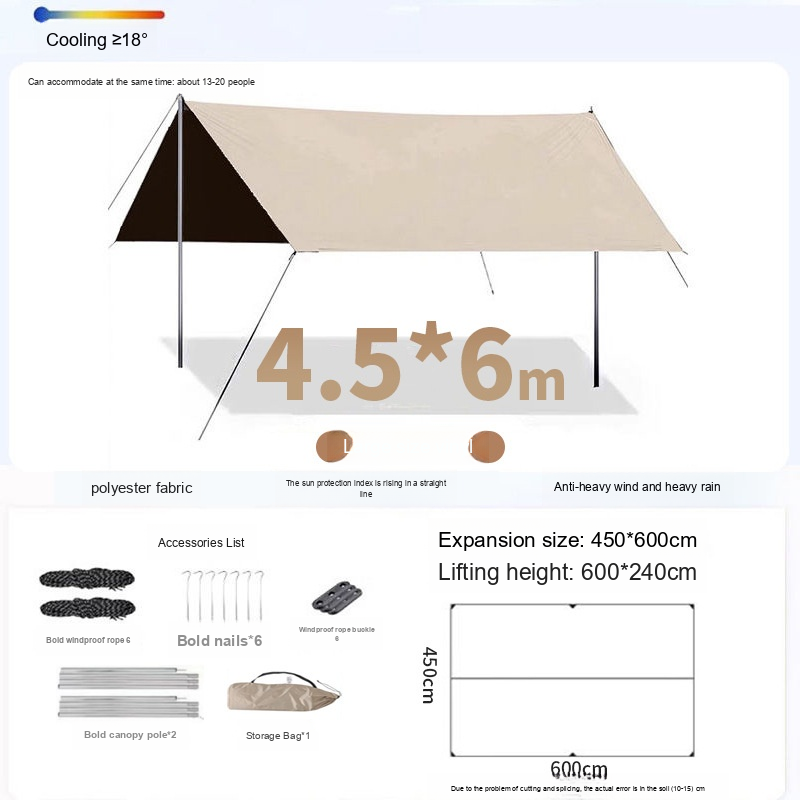 Cooling ≥18°
Can accommodate at the same time: about 13-20 people
4.5*6m
polyester fabric
The sun protection index is rising in a straight
line
Anti-heavy wind and heavy rain
Accessories List
Expansion size: 450*600cm
Lifting height: 600*240cm
Bold windproof rope 6
Bold nails*6
Windproof rope buckle
6
450cm
Bold canopy pole*2
Storage Bag*1
600cm
Due to the problem of cutting and splicing, the actual error is in the soil (10-15) cm